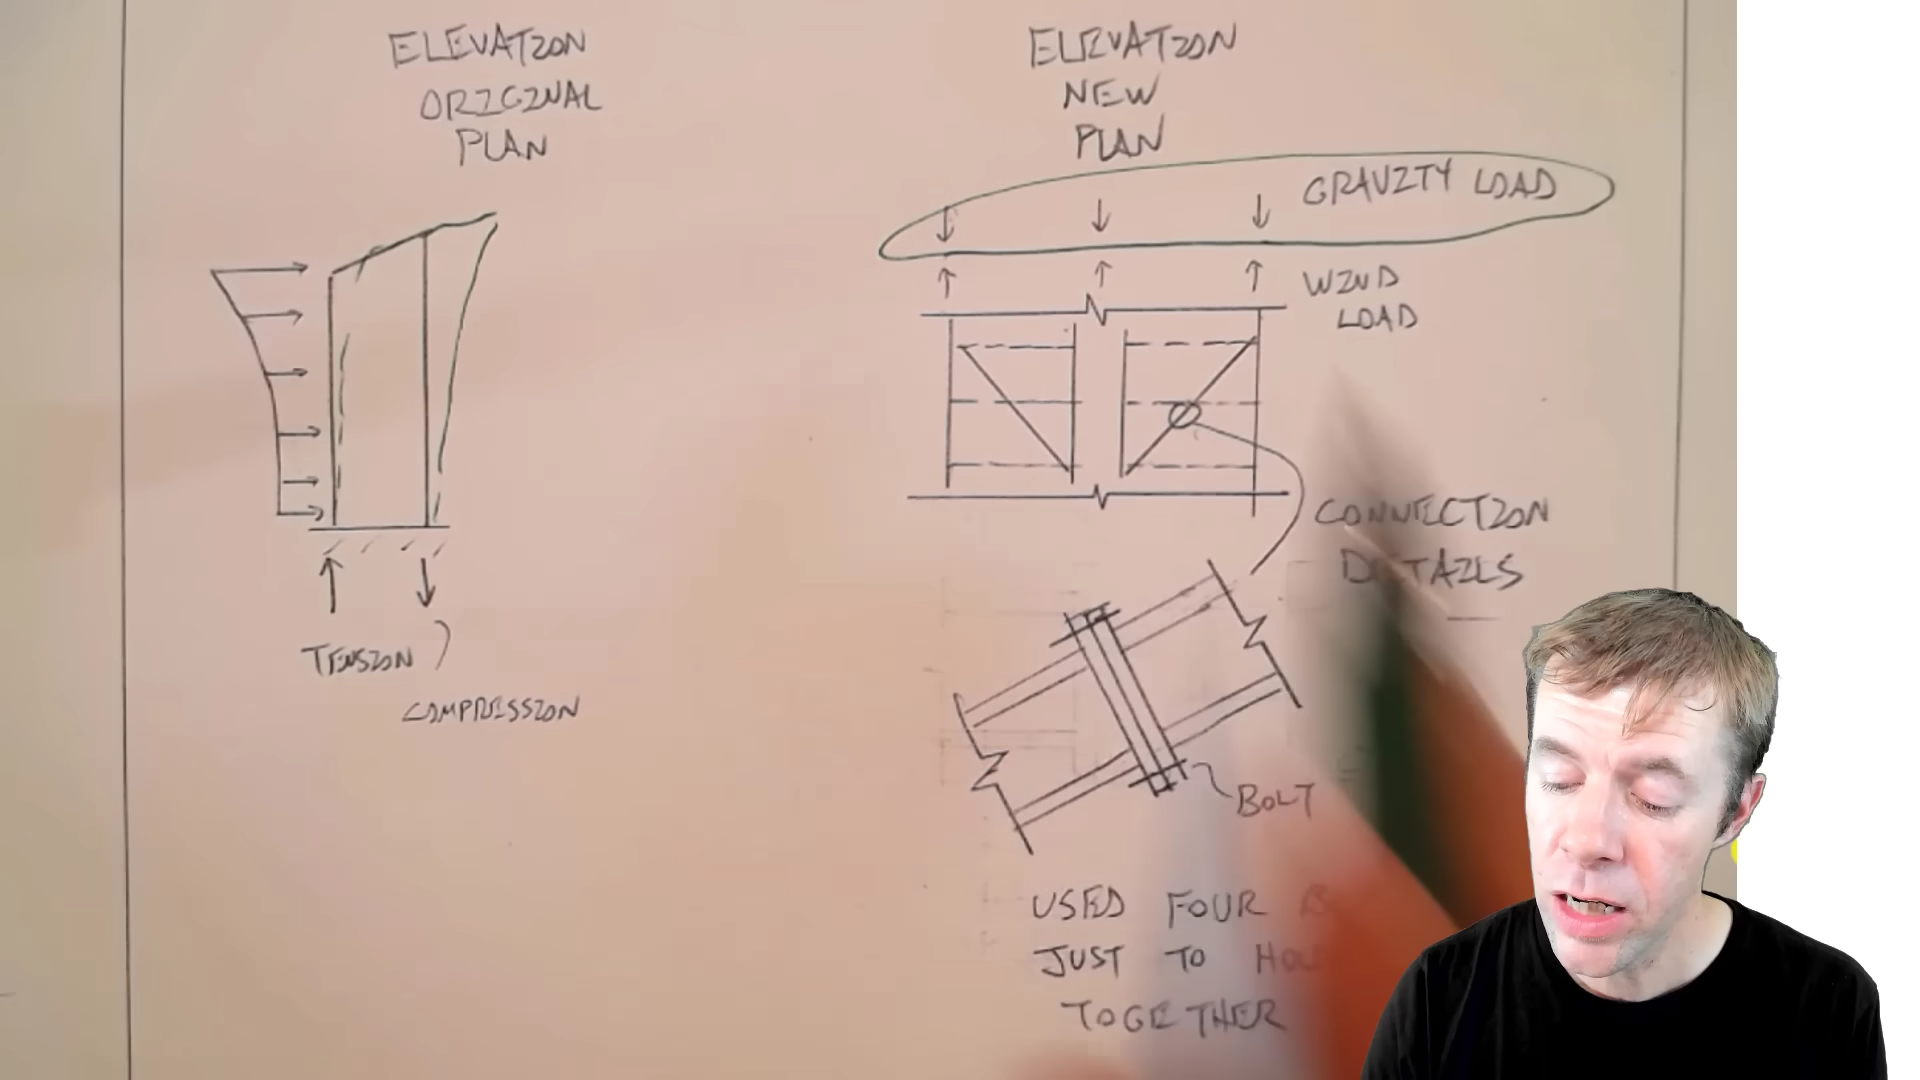 ELEVATION
ORIGINAL
PLAN
TENSION
COMPRESSION
ELEVATION
NEW
PLAN
GRAVITY LOAD
WIND
LOAD
CONNECTION
DETAILS
BOLT
USED FOUR
JUST TO
TOGETHER